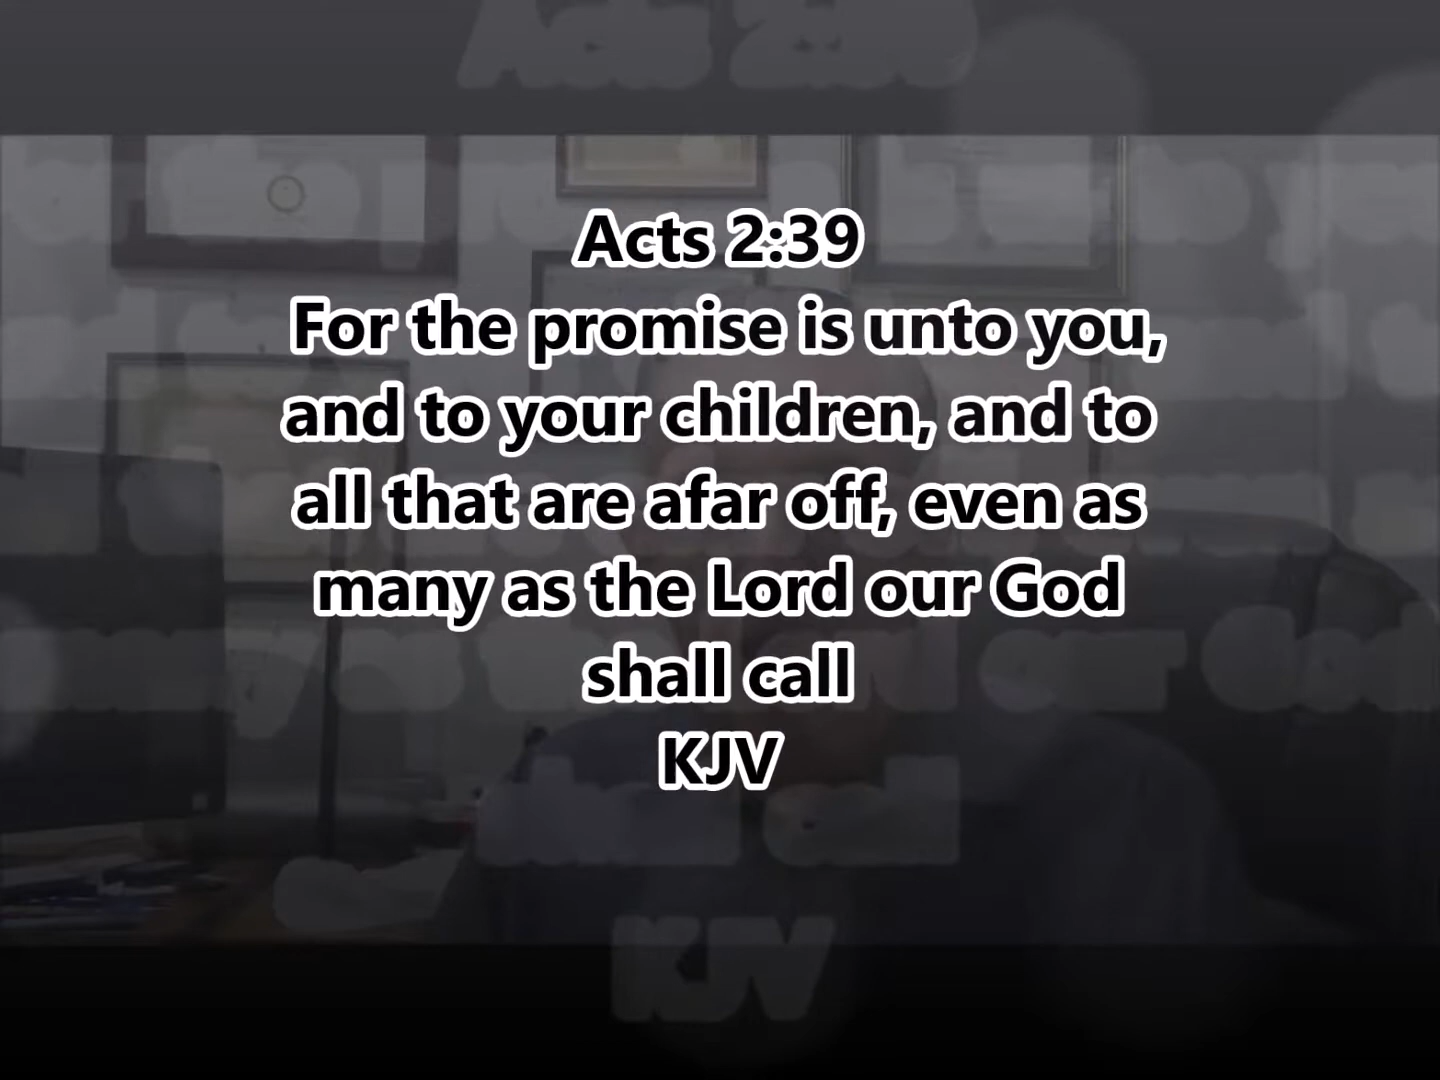 Acts 2:39
For the promise is unto you,
and to your children, and to
all that are afar off, even as
many as the Lord our God
shall call
KJV